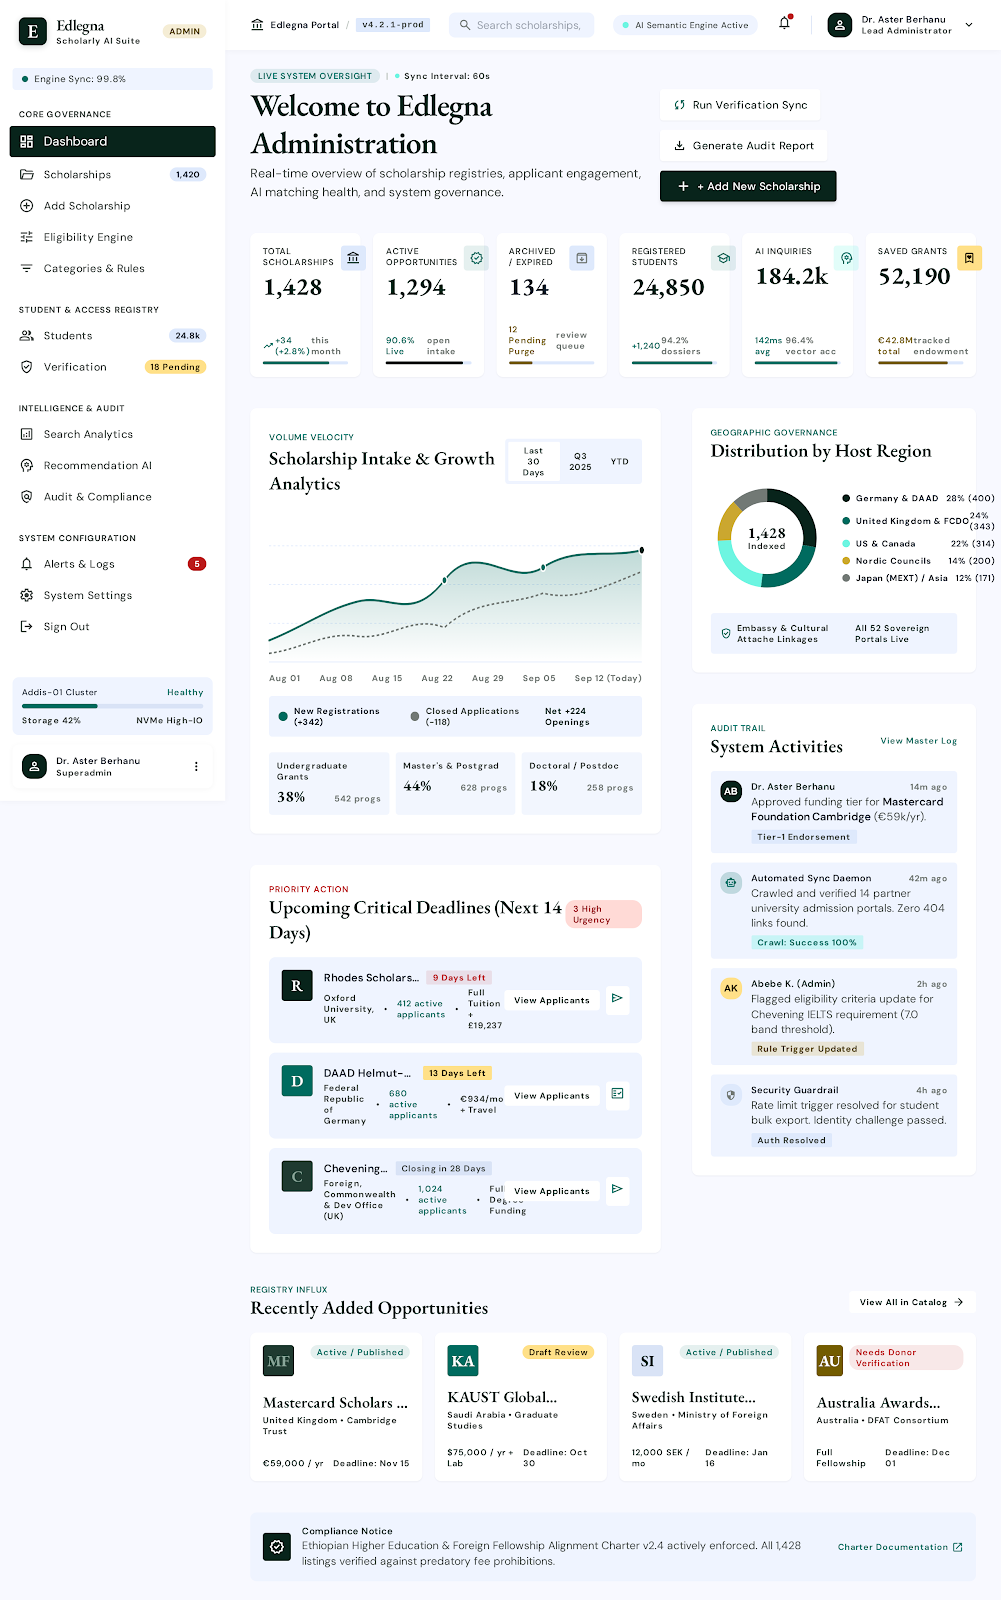 E
Edlegna
Scholarly AI Suite
ADMIN
Engine Sync: 99.8%
CORE GOVERNANCE
Dashboard
Scholarships
1,420
Add Scholarship
Eligibility Engine
Categories & Rules
STUDENT & ACCESS REGISTRY
Students
24.8k
Verification
18 Pending
INTELLIGENCE & AUDIT
Search Analytics
Recommendation AI
Audit & Compliance
SYSTEM CONFIGURATION
Alerts & Logs
5
System Settings
Sign Out
Addis-01 Cluster
Healthy
Storage 42%
NVMe High-IO
Dr. Aster Berhanu
Superadmin
Edlegna Portal
/
v4.2.1-prod
Search scholarships,
AI Semantic Engine Active
Dr. Aster Berhanu
Lead Administrator
LIVE SYSTEM OVERSIGHT
|
Sync Interval: 60s
Welcome to Edlegna
Administration
Real-time overview of scholarship registries, applicant engagement,
AI matching health, and system governance.
Run Verification Sync
Generate Audit Report
+ Add New Scholarship
TOTAL
SCHOLARSHIPS
1,428
+34
(+2.8%)
this
month
ACTIVE
OPPORTUNITIES
1,294
90.6%
Live
open
intake
ARCHIVED
/ EXPIRED
134
12
Pending
Purge
review
queue
REGISTERED
STUDENTS
24,850
+1,240
94.2%
dossiers
AI INQUIRIES
184.2k
142ms
avg
96.4%
vector acc
SAVED GRANTS
52,190
€42.8M
total
tracked
endowment
VOLUME VELOCITY
Scholarship Intake & Growth
Analytics
Last
30
Days
Q3
2025
YTD
Aug 01
Aug 08
Aug 15
Aug 22
Aug 29
Sep 05
Sep 12 (Today)
New Registrations
(+342)
Closed Applications
(-118)
Net +224
Openings
Undergraduate
Grants
38%
542 progs
Master's & Postgrad
44%
628 progs
Doctoral / Postdoc
18%
258 progs
GEOGRAPHIC GOVERNANCE
Distribution by Host Region
1,428
Indexed
Germany & DAAD
28% (400)
United Kingdom & FCDO
24%
(343)
US & Canada
22% (314)
Nordic Councils
14% (200)
Japan (MEXT) / Asia
12% (171)
Embassy & Cultural
Attache Linkages
All 52 Sovereign
Portals Live
AUDIT TRAIL
System Activities
View Master Log
AB
Dr. Aster Berhanu
14m ago
Approved funding tier for Mastercard
Foundation Cambridge (€59k/yr).
Tier-1 Endorsement
Automated Sync Daemon
42m ago
Crawled and verified 14 partner
university admission portals. Zero 404
links found.
Crawl: Success 100%
AK
Abebe K. (Admin)
2h ago
Flagged eligibility criteria update for
Chevening IELTS requirement (7.0
band threshold).
Rule Trigger Updated
Security Guardrail
4h ago
Rate limit trigger resolved for student
bulk export. Identity challenge passed.
Auth Resolved
PRIORITY ACTION
Upcoming Critical Deadlines (Next 14
Days)
3 High
Urgency
R
Rhodes Scholars...
9 Days Left
Oxford
University,
UK
•
412 active
applicants
•
Full
Tuition
+
£19,237
View Applicants
D
DAAD Helmut-...
13 Days Left
Federal
Republic
of
Germany
•
680
active
applicants
•
€934/mo
+ Travel
View Applicants
C
Chevening...
Closing in 28 Days
Foreign,
Commonwealth
& Dev Office
(UK)
•
1,024
active
applicants
•
Full
Degree
Funding
View Applicants
REGISTRY INFLUX
Recently Added Opportunities
View All in Catalog
MF
Active / Published
Mastercard Scholars ...
United Kingdom • Cambridge
Trust
€59,000 / yr
Deadline: Nov 15
KA
Draft Review
KAUST Global...
Saudi Arabia • Graduate
Studies
$75,000 / yr +
Lab
Deadline: Oct
30
SI
Active / Published
Swedish Institute...
Sweden • Ministry of Foreign
Affairs
12,000 SEK /
mo
Deadline: Jan
16
AU
Needs Donor
Verification
Australia Awards...
Australia • DFAT Consortium
Full
Fellowship
Deadline: Dec
01
Compliance Notice
Ethiopian Higher Education & Foreign Fellowship Alignment Charter v2.4 actively enforced. All 1,428
listings verified against predatory fee prohibitions.
Charter Documentation